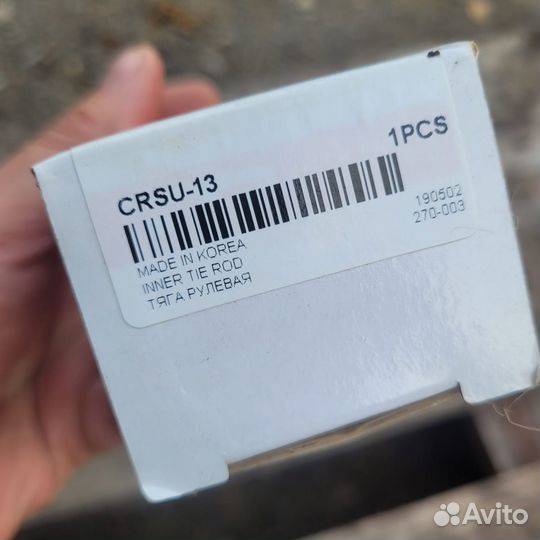 CRSU-13 1PCS
190502
270-003
MADE IN KOREA
INNER TIE ROD
ТЯГА РУЛЕВАЯ
Avito